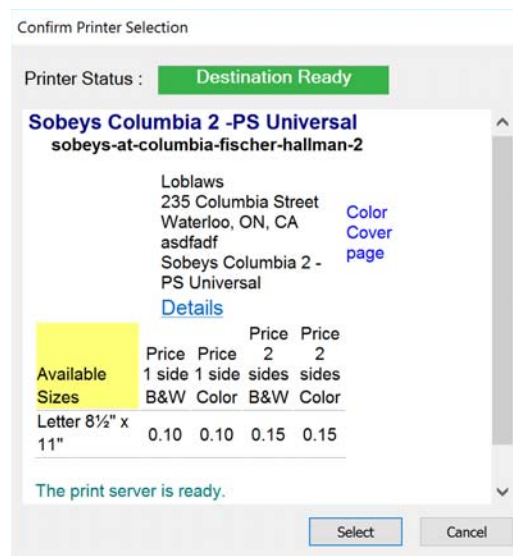 Confirm Printer Selection
Printer Status : Destination Ready
Sobeys Columbia 2 -PS Universal
sobeys-at-columbia-fischer-hallman-2
Loblaws
235 Columbia Street
Waterloo, ON, CA
asdfadf
Sobeys Columbia 2 -
PS Universal
Color
Cover
page
Details
Available
Sizes
Price
1 side
B&W
Price
1 side
Color
Price
2
sides
B&W
Price
2
sides
Color
Letter 8½" x
11"
0.10 0.10 0.15 0.15
The print server is ready.
Select Cancel